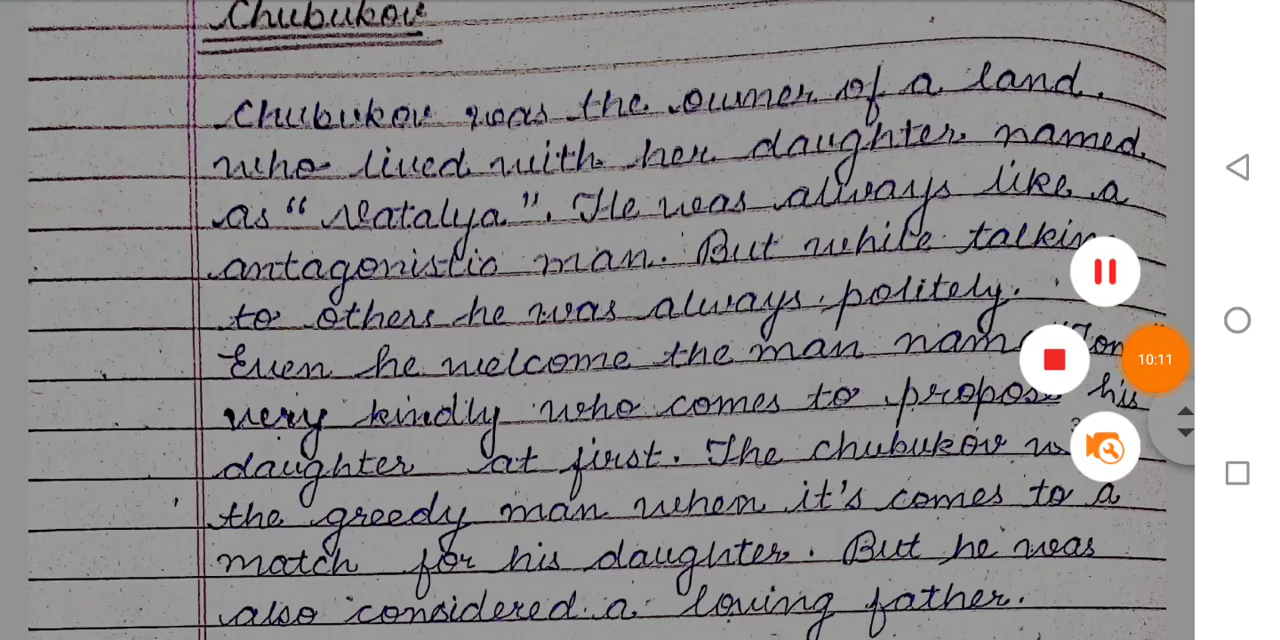 Chubukov
Chubukov was the owner of a land.
who lived with her daughter named
as "Natalya". He was always like a
antagonistic man. But while talkin
to others he was always politely.
Even he welcome the man nam
very kindly who comes to propose his
daughter at first. The chubukov
the greedy man when it's comes to a
match for his daughter. But he was
also considered a loving father.
10:11